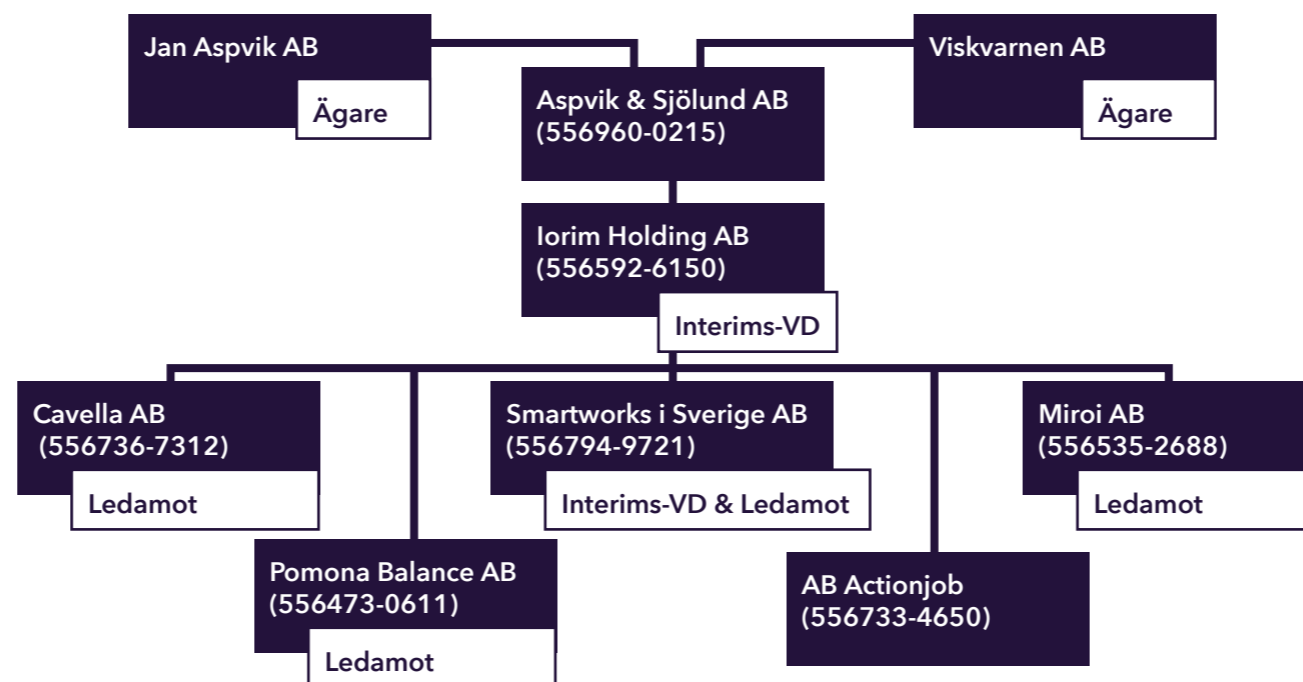 Jan Aspvik AB
Ägare
Viskvarnen AB
Ägare
Aspvik & Sjölund AB
(556960-0215)
Iorim Holding AB
(556592-6150)
Interims-VD
Cavella AB
(556736-7312)
Ledamot
Smartworks i Sverige AB
(556794-9721)
Interims-VD & Ledamot
Miroi AB
(556535-2688)
Ledamot
Pomona Balance AB
(556473-0611)
Ledamot
AB Actionjob
(556733-4650)